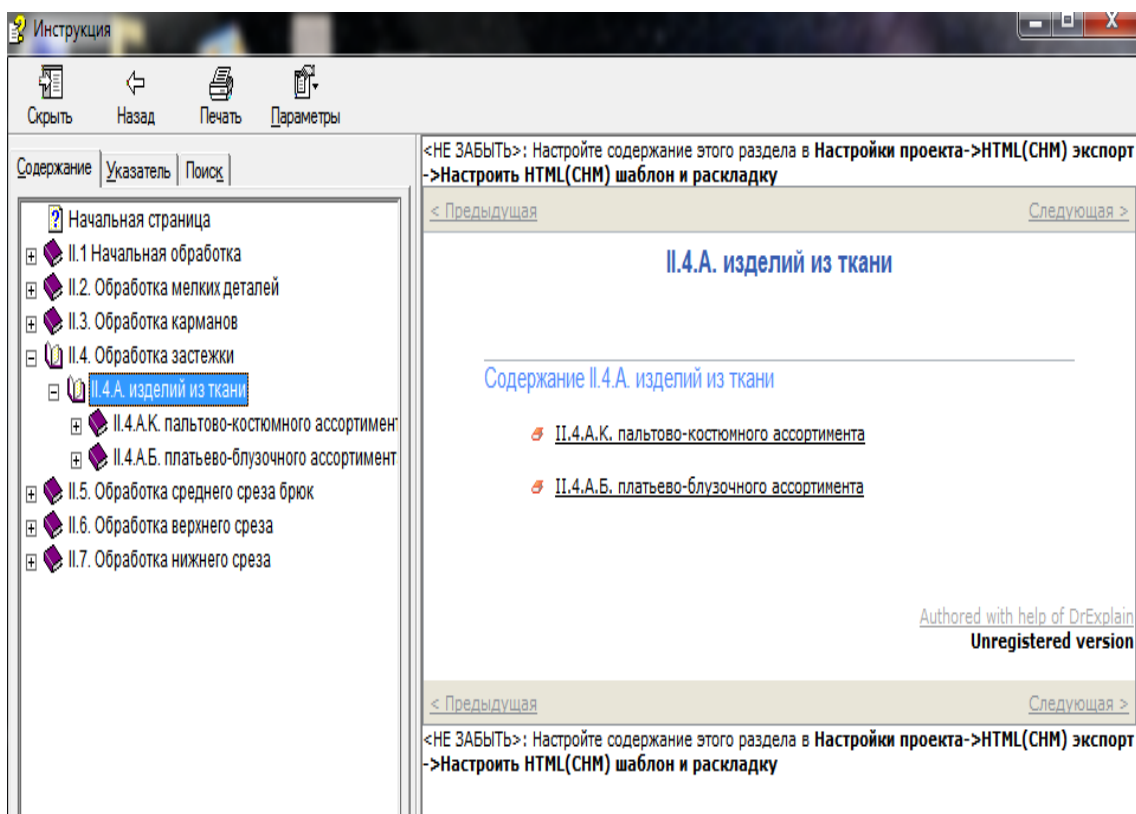 Инструкция
Скрыть Назад Печать Параметры
Содержание Указатель Поиск
Начальная страница
II.1 Начальная обработка
II.2. Обработка мелких деталей
II.3. Обработка карманов
II.4. Обработка застежки
II.4.А. изделий из ткани
II.4.А.К. пальтово-костюмного ассортимент
II.4.А.Б. платьево-блузочного ассортимент
II.5. Обработка среднего среза брюк
II.6. Обработка верхнего среза
II.7. Обработка нижнего среза
<НЕ ЗАБЫТЬ>: Настройте содержание этого раздела в Настройки проекта->HTML(CHM) экспорт
->Настроить HTML(CHM) шаблон и раскладку
< Предыдущая Следующая >
II.4.А. изделий из ткани
Содержание II.4.А. изделий из ткани
II.4.А.К. пальтово-костюмного ассортимента
II.4.А.Б. платьево-блузочного ассортимента
Authored with help of DrExplain
Unregistered version
< Предыдущая Следующая >
<НЕ ЗАБЫТЬ>: Настройте содержание этого раздела в Настройки проекта->HTML(CHM) экспорт
->Настроить HTML(CHM) шаблон и раскладку